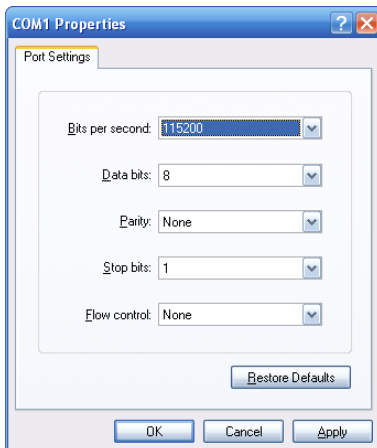 COM1 Properties
Port Settings
Bits per second: 115200
Data bits: 8
Parity: None
Stop bits: 1
Flow control: None
Restore Defaults
OK Cancel Apply